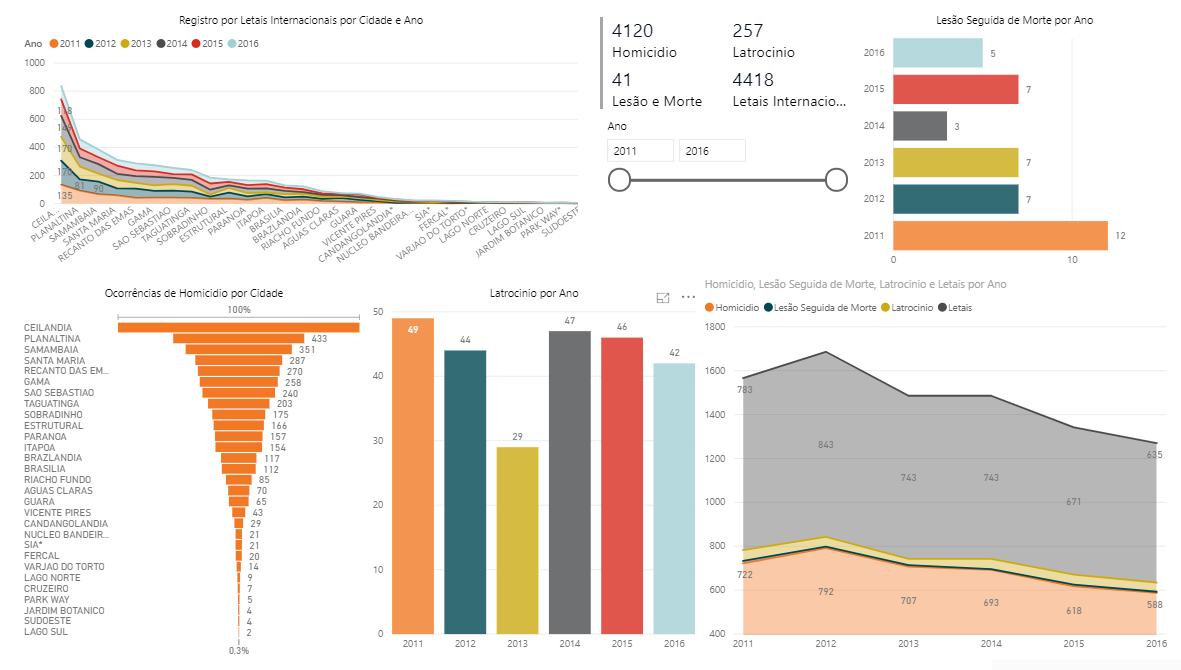 Registro por Letais Internacionais por Cidade e Ano
Ano 2011 2012 2013 2014 2015 2016
1000
800
600
400
200
0
170
170
135
81
90
CEILA...
PLANALTINA
SAMAMBAIA
SANTA MARIA
RECANTO DAS EMAS
GAMA
SAO SEBASTIAO
TAGUATINGA
SOBRADINHO
ESTRUTURAL
PARANOA
ITAPOA
BRASILIA
BRAZLANDIA
RIACHO FUNDO
AGUAS CLARAS
GUARA
VICENTE PIRES
CANDANGOLANDIA*
NUCLEO BANDEIRA...
SIA*
FERCAL*
VARJAO DO TORTO*
LAGO NORTE
CRUZEIRO
LAGO SUL
JARDIM BOTANICO
PARK WAY*
SUDOESTE
4120
Homicidio
257
Latrocinio
41
Lesão e Morte
4418
Letais Internacio...
Ano
2011
2016
Lesão Seguida de Morte por Ano
2016 5
2015 7
2014 3
2013 7
2012 7
2011 12
0 10
Ocorrências de Homicidio por Cidade
100%
CEILANDIA
PLANALTINA 433
SAMAMBAIA 351
SANTA MARIA 287
RECANTO DAS EM... 270
GAMA 258
SAO SEBASTIAO 240
TAGUATINGA 203
SOBRADINHO 175
ESTRUTURAL 166
PARANOA 157
ITAPOA 154
BRAZLANDIA 117
BRASILIA 112
RIACHO FUNDO 85
AGUAS CLARAS 70
GUARA 65
VICENTE PIRES 43
CANDANGOLANDIA 29
NUCLEO BANDEIR... 21
SIA* 21
FERCAL 20
VARJAO DO TORTO 14
LAGO NORTE 9
CRUZEIRO 7
PARK WAY 5
JARDIM BOTANICO 4
SUDOESTE 4
LAGO SUL 2
0,3%
Latrocinio por Ano
...
50
40
30
20
10
0
49
44
29
47
46
42
2011 2012 2013 2014 2015 2016
Homicidio, Lesão Seguida de Morte, Latrocinio e Letais por Ano
Homicidio Lesão Seguida de Morte Latrocinio Letais
1800
1600
1400
1200
1000
800
600
400
783
843
743
743
671
635
722
792
707
693
618
588
2011 2012 2013 2014 2015 2016